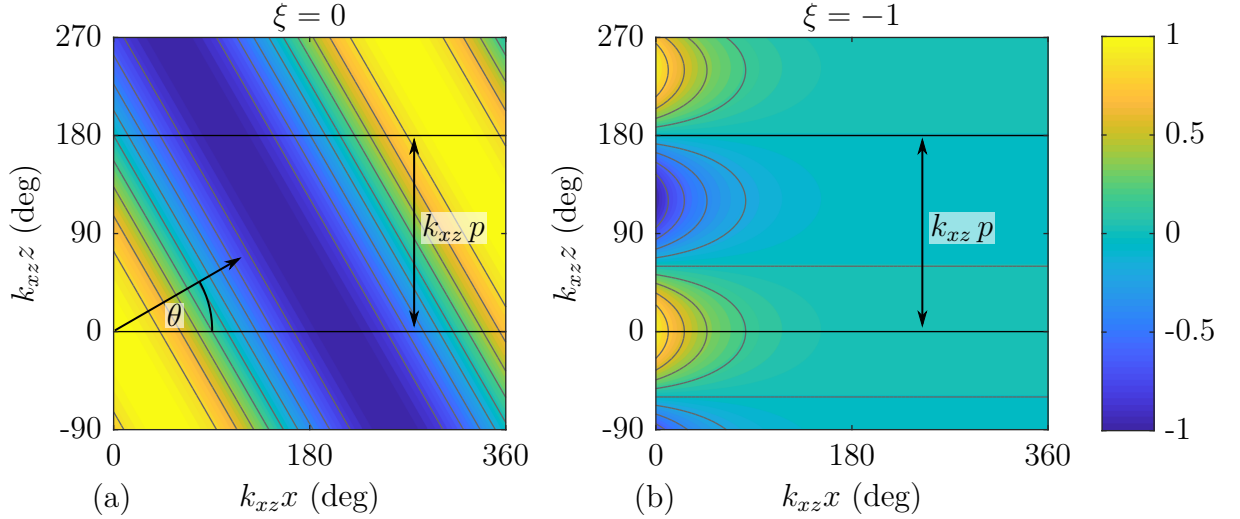 ξ = 0
ξ = −1
270
180
90
0
-90
k_{xz}z (deg)
θ
k_{xz} p
0
180
360
(a)
k_{xz}x (deg)
270
180
90
0
-90
k_{xz}z (deg)
k_{xz} p
0
180
360
(b)
k_{xz}x (deg)
1
0.5
0
-0.5
-1